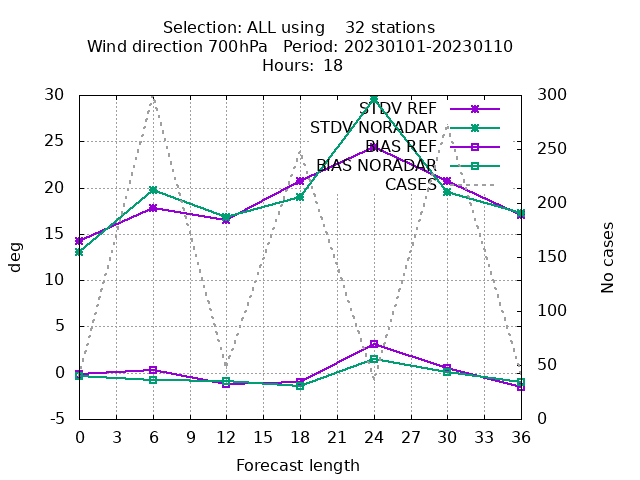 Selection: ALL using 32 stations
Wind direction 700hPa Period: 20230101-20230110
Hours: 18
STDV REF
STDV NORADAR
BIAS REF
BIAS NORADAR
CASES
deg
30
25
20
15
10
5
0
-5
300
250
200
150
100
50
0
No cases
0 3 6 9 12 15 18 21 24 27 30 33 36
Forecast length